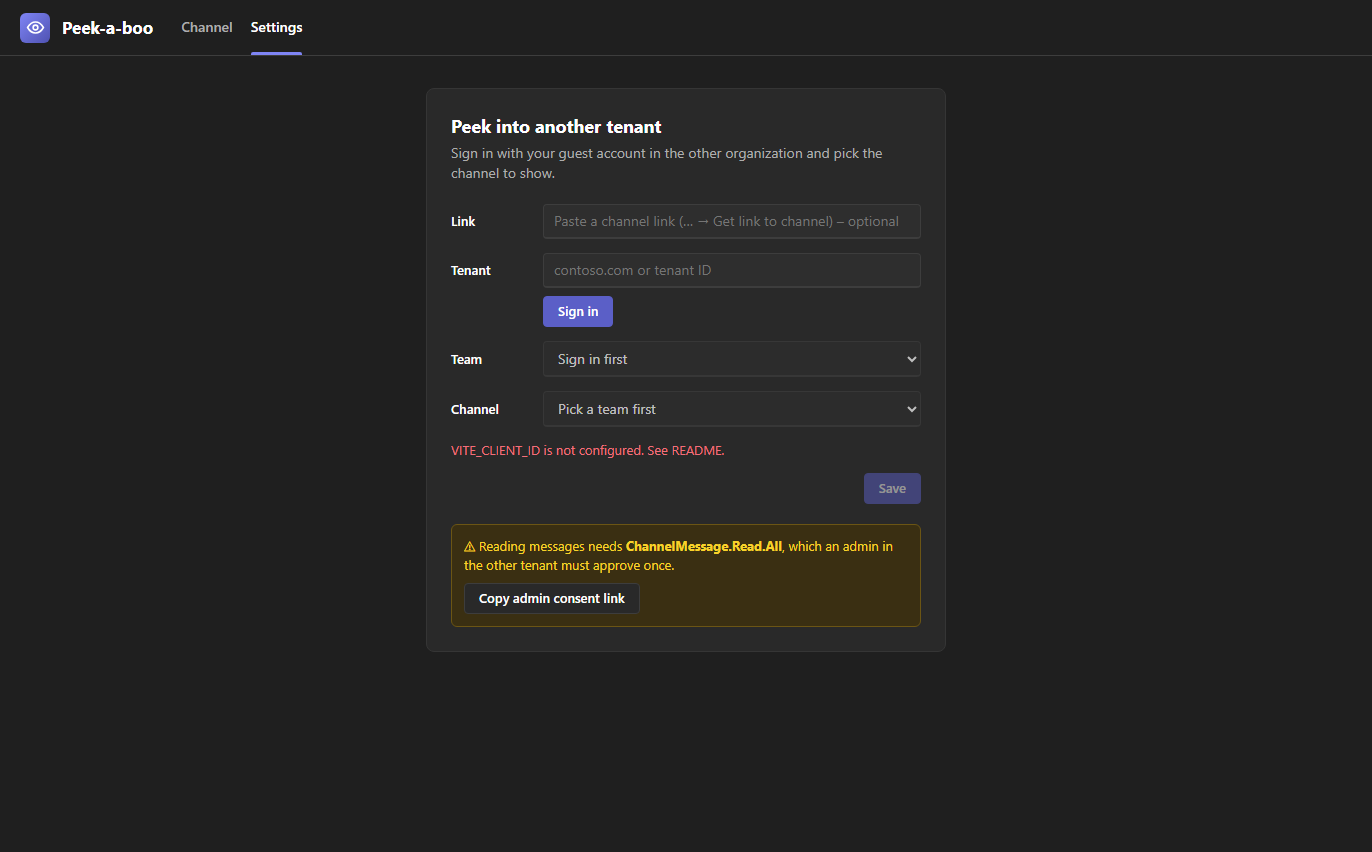 Peek-a-boo Channel Settings
Peek into another tenant
Sign in with your guest account in the other organization and pick the
channel to show.
Link Paste a channel link (... → Get link to channel) – optional
Tenant contoso.com or tenant ID
Sign in
Team Sign in first
Channel Pick a team first
VITE_CLIENT_ID is not configured. See README.
Save
⚠ Reading messages needs ChannelMessage.Read.All, which an admin in
the other tenant must approve once.
Copy admin consent link